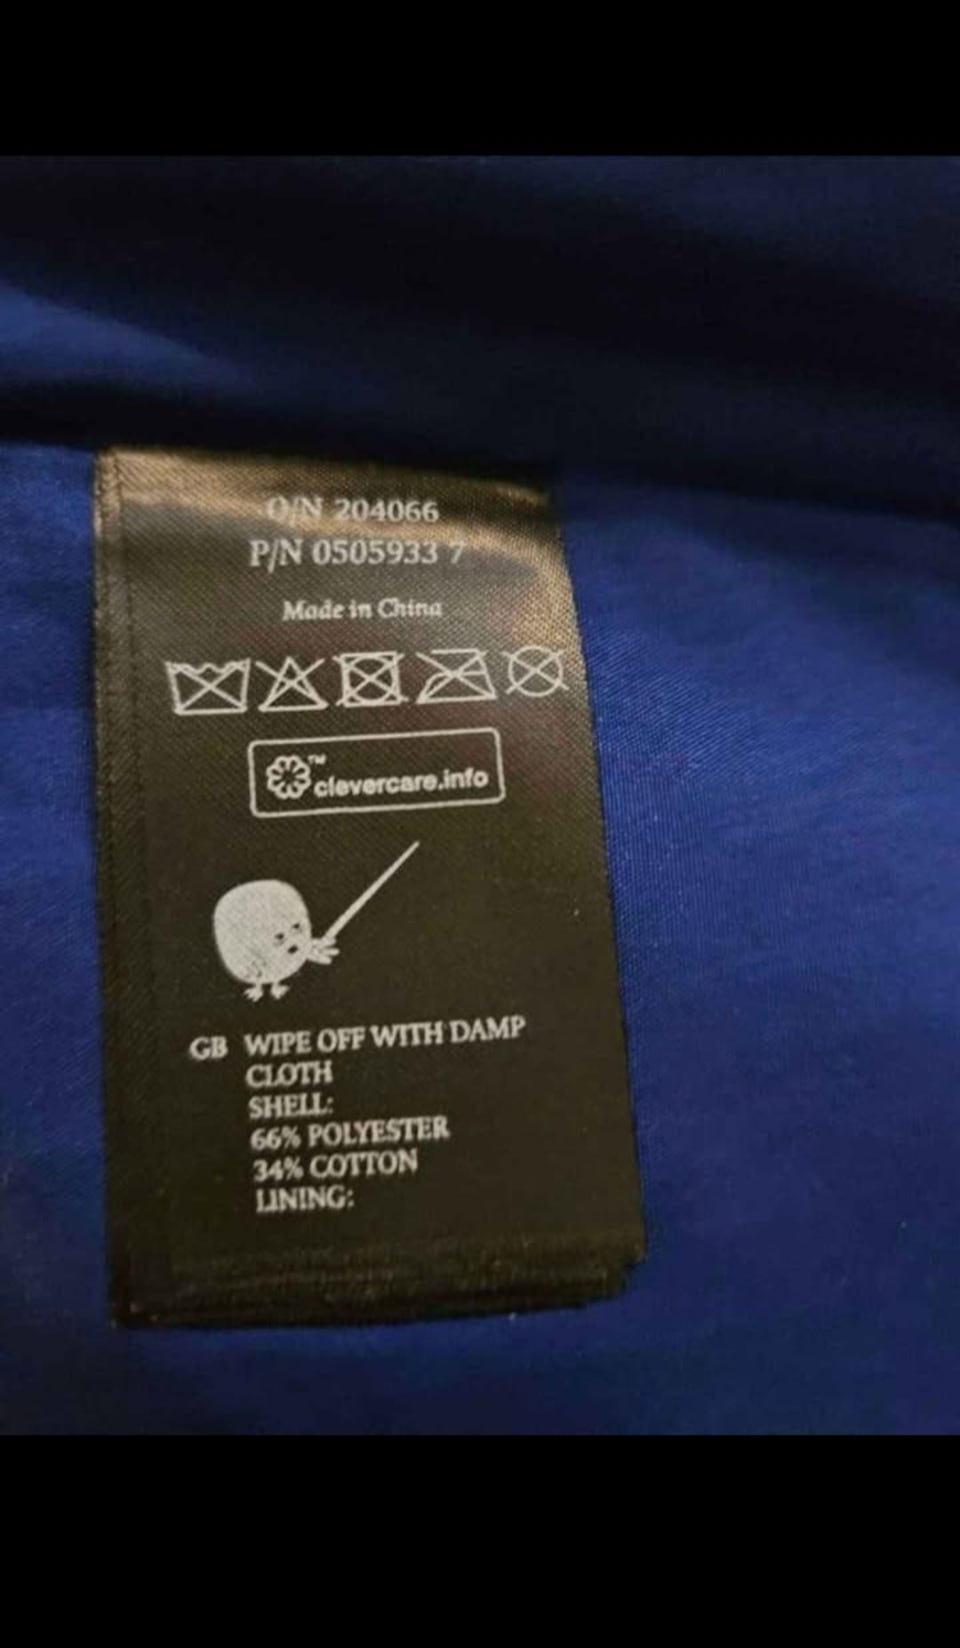 O/N 204066
P/N 0505933 7
Made in China
™
clevercare.info
GB WIPE OFF WITH DAMP
CLOTH
SHELL:
66% POLYESTER
34% COTTON
LINING: